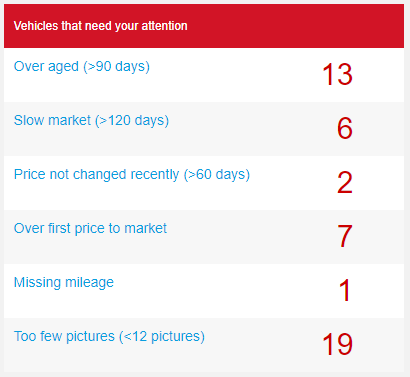 Vehicles that need your attention
Over aged (>90 days) 13
Slow market (>120 days) 6
Price not changed recently (>60 days) 2
Over first price to market 7
Missing mileage 1
Too few pictures (<12 pictures) 19